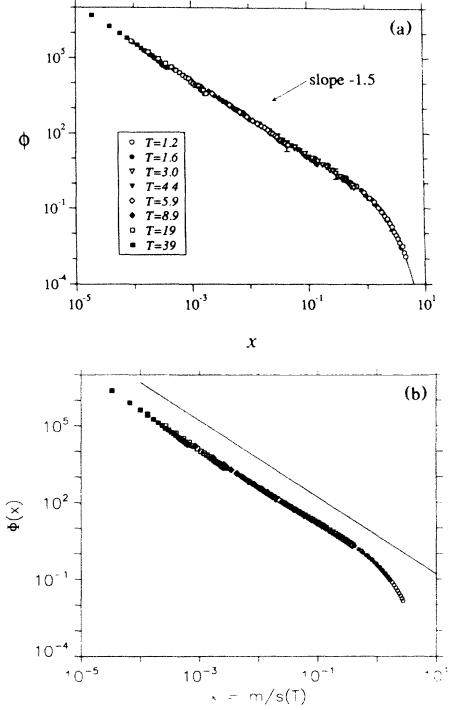 (a)
10^5
slope -1.5
10^2
ϕ
T=1.2
T=1.6
T=3.0
T=4.4
T=5.9
T=8.9
T=19
T=39
10^-1
10^-4
10^-5 10^-3 10^-1 10^1
x
(b)
10^5
10^2
Φ(x)
10^-1
10^-4
10^-5 10^-3 10^-1
= m/s(T)